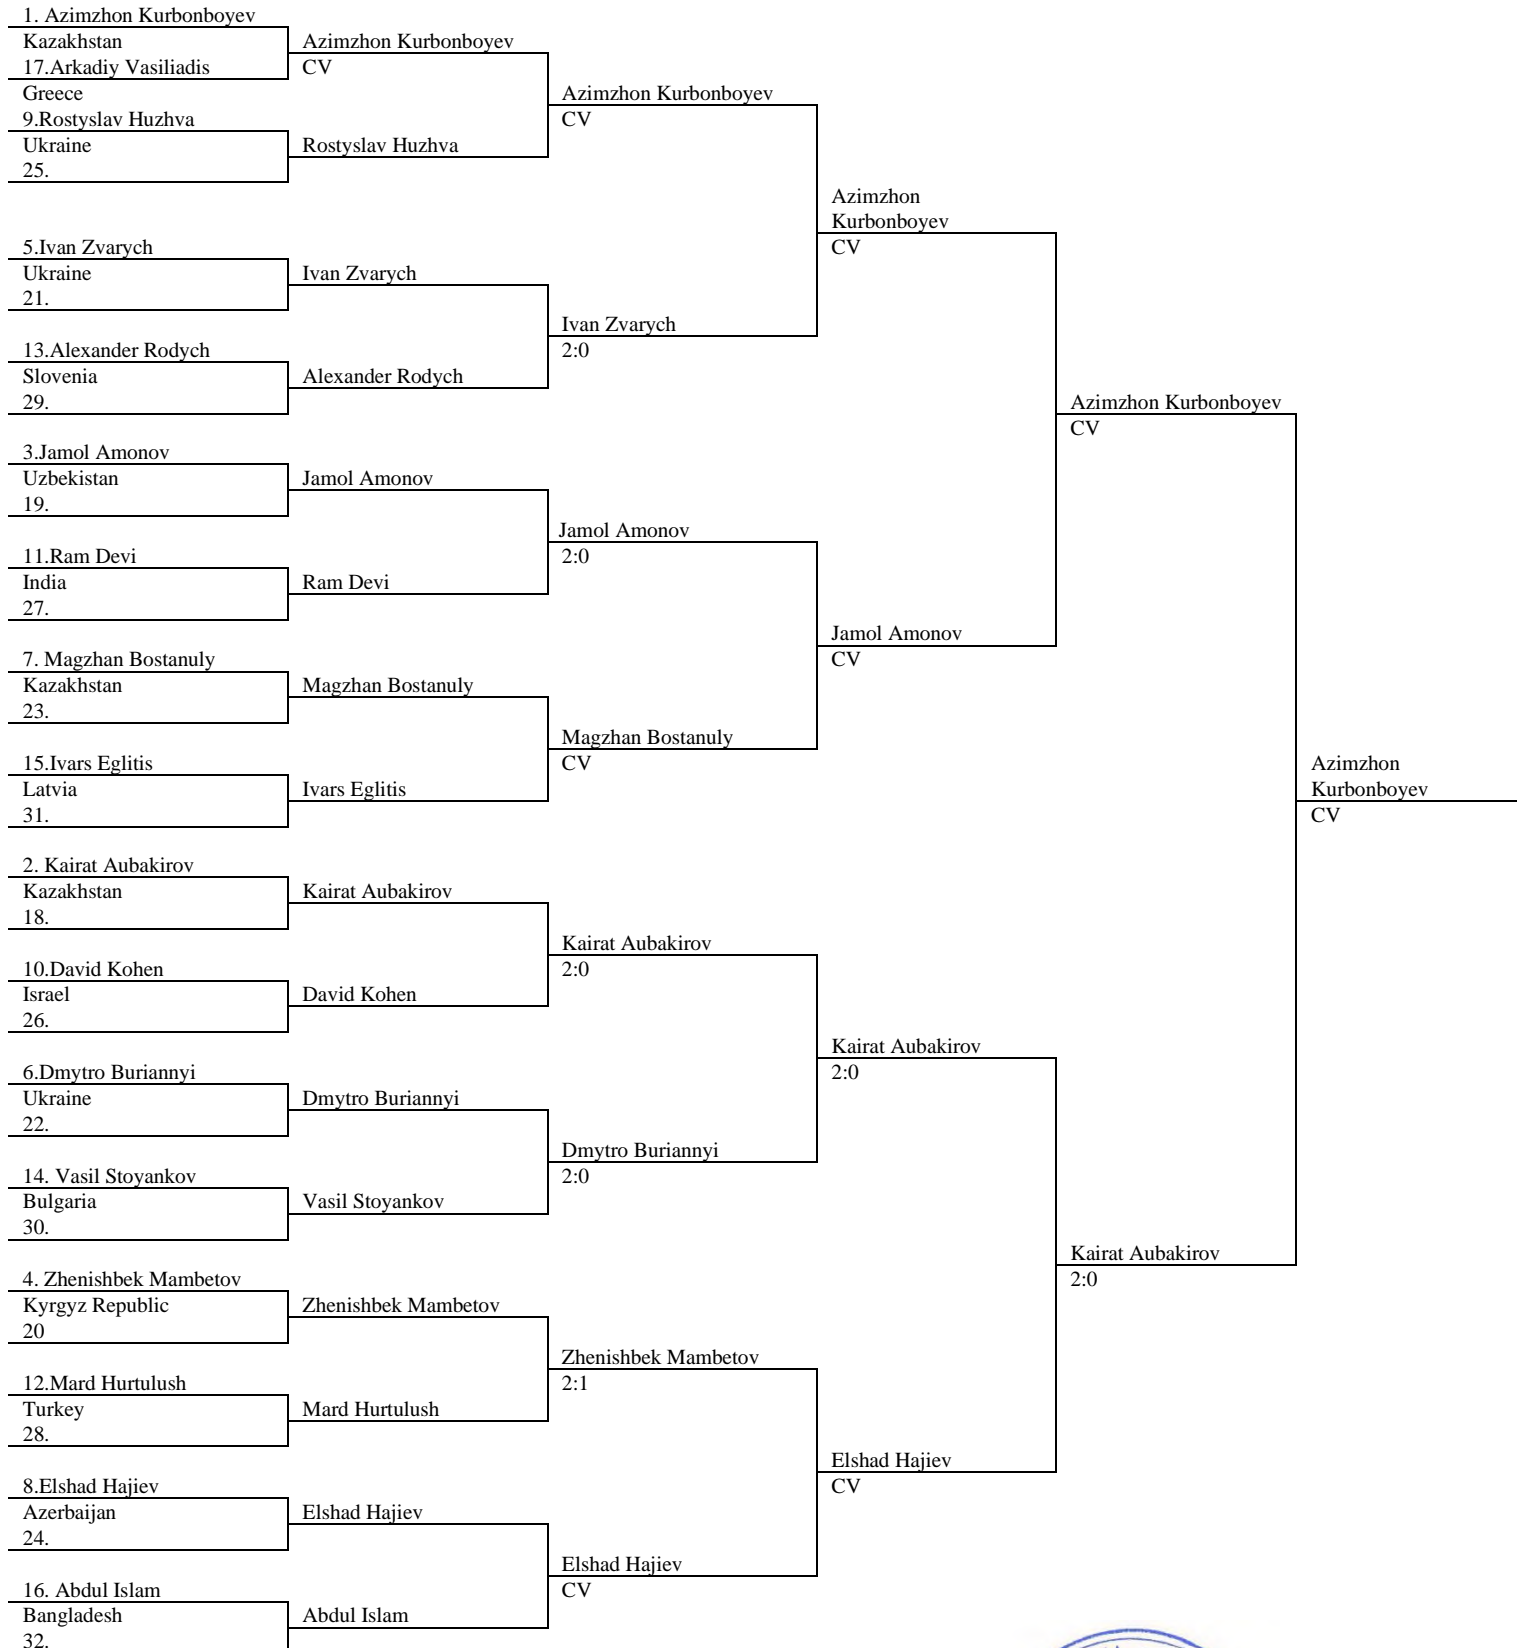 1. Azimzhon Kurbonboyev
Kazakhstan
17.Arkadiy Vasiliadis
Greece
9.Rostyslav Huzhva
Ukraine
25.
5.Ivan Zvarych
Ukraine
21.
13.Alexander Rodych
Slovenia
29.
3.Jamol Amonov
Uzbekistan
19.
11.Ram Devi
India
27.
7. Magzhan Bostanuly
Kazakhstan
23.
15.Ivars Eglitis
Latvia
31.
2. Kairat Aubakirov
Kazakhstan
18.
10.David Kohen
Israel
26.
6.Dmytro Buriannyi
Ukraine
22.
14. Vasil Stoyankov
Bulgaria
30.
4. Zhenishbek Mambetov
Kyrgyz Republic
20
12.Mard Hurtulush
Turkey
28.
8.Elshad Hajiev
Azerbaijan
24.
16. Abdul Islam
Bangladesh
32.
Azimzhon Kurbonboyev
CV
Rostyslav Huzhva
Ivan Zvarych
Alexander Rodych
Jamol Amonov
Ram Devi
Magzhan Bostanuly
Ivars Eglitis
Kairat Aubakirov
David Kohen
Dmytro Buriannyi
Vasil Stoyankov
Zhenishbek Mambetov
Mard Hurtulush
Elshad Hajiev
Abdul Islam
Azimzhon Kurbonboyev
CV
Ivan Zvarych
2:0
Jamol Amonov
2:0
Magzhan Bostanuly
CV
Kairat Aubakirov
2:0
Dmytro Buriannyi
2:0
Zhenishbek Mambetov
2:1
Elshad Hajiev
CV
Azimzhon
Kurbonboyev
CV
Jamol Amonov
CV
Kairat Aubakirov
2:0
Elshad Hajiev
CV
Azimzhon Kurbonboyev
CV
Kairat Aubakirov
2:0
Azimzhon
Kurbonboyev
CV